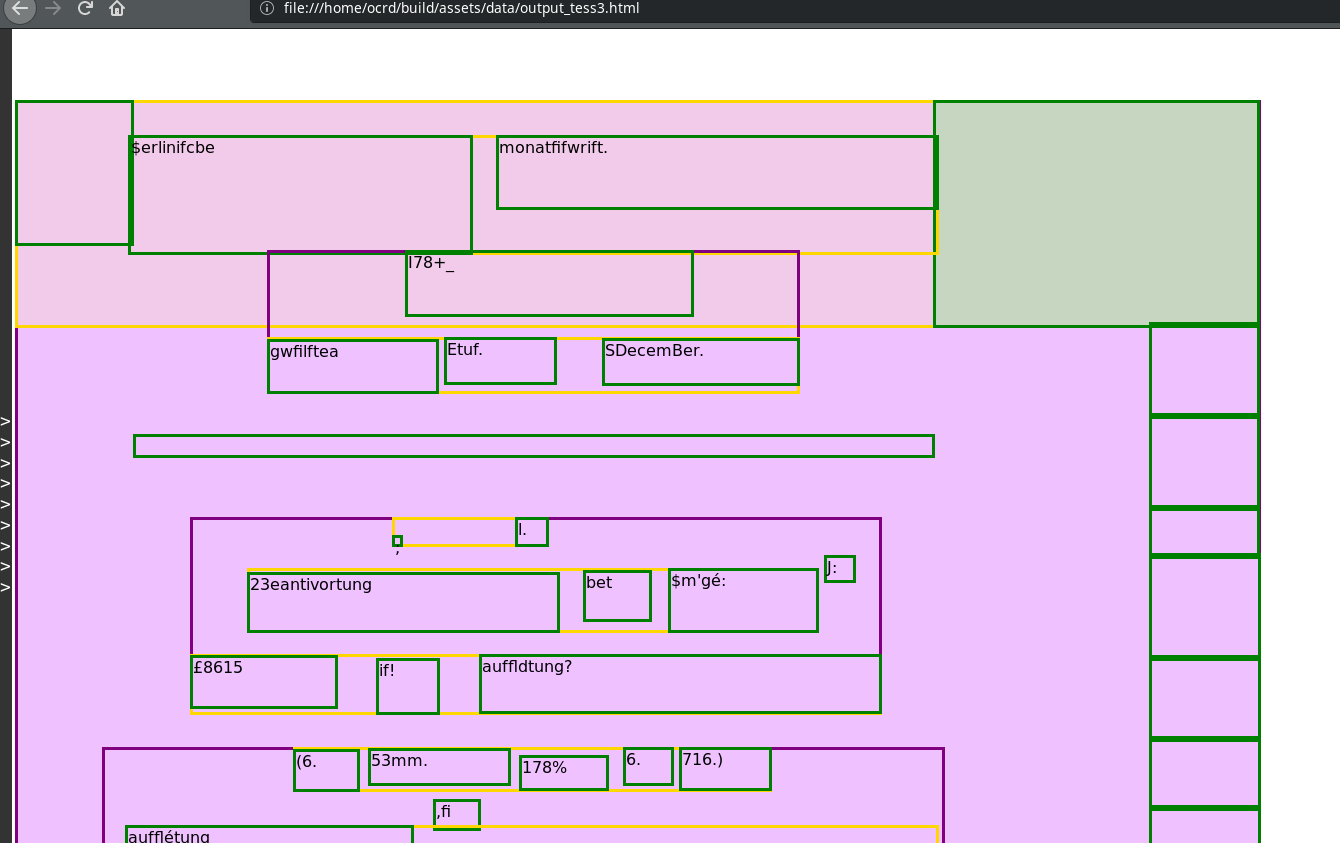 file:///home/ocrd/build/assets/data/output_tess3.html
$erlinifcbe monatfifwrift.
I78+_
gwfilftea Etuf. SDecemBer.
>
>
>
>
>
>
>
>
>
, I.
J:
23eantivortung bet $m'gé:
£8615 if! auffldtung?
(6. 53mm. 178% 6. 716.)
,fi
aufflétung